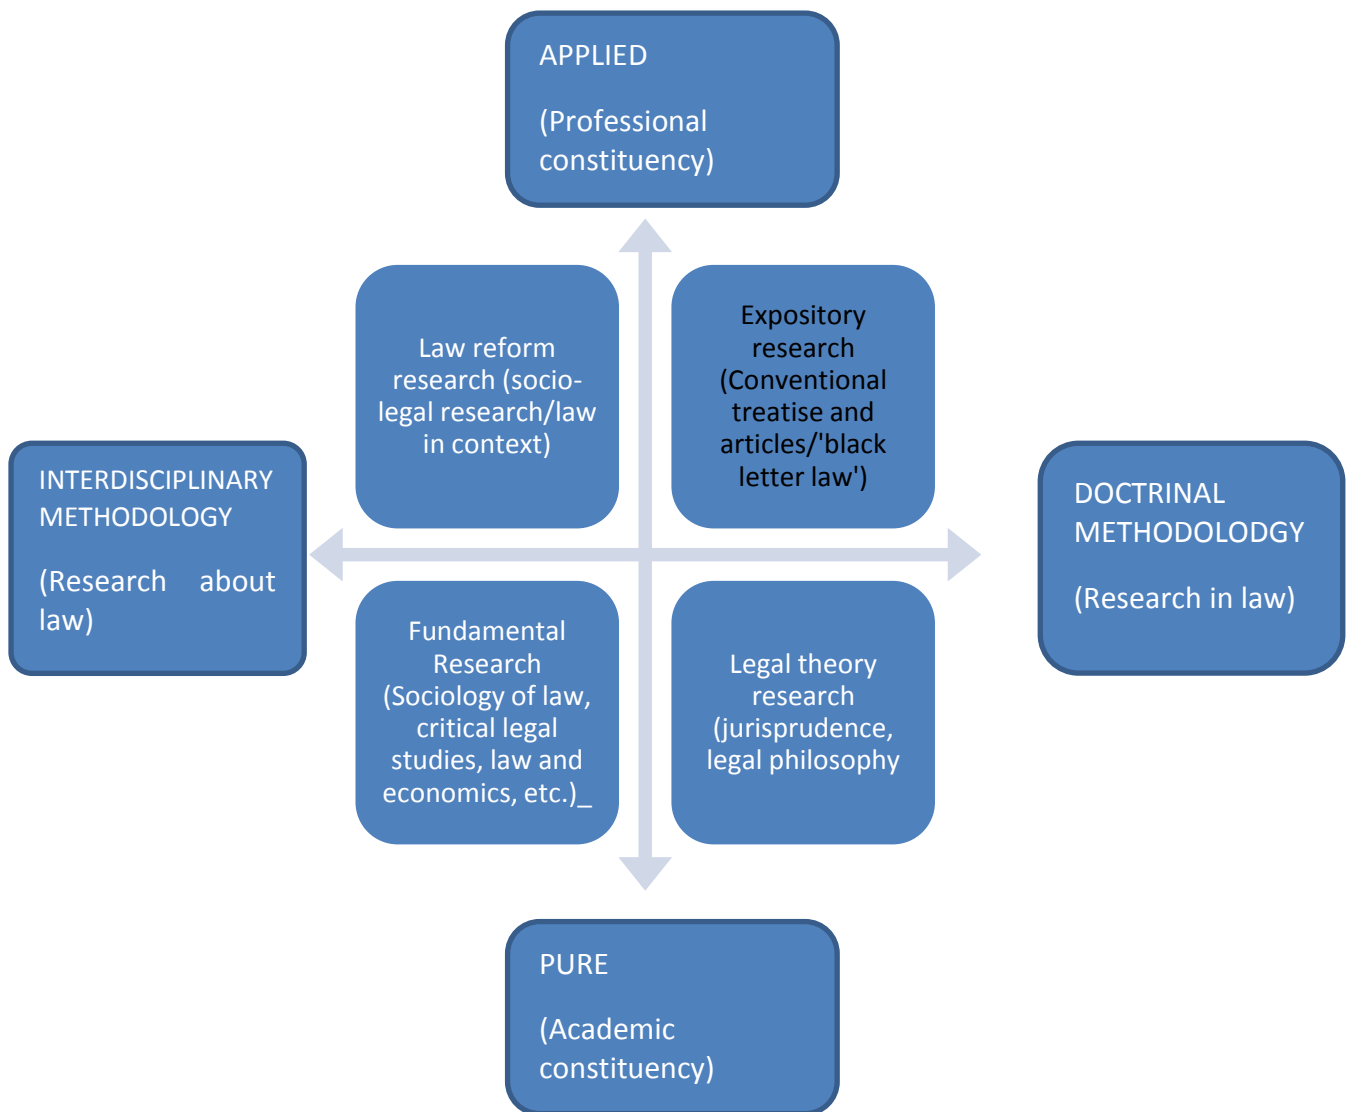 APPLIED
(Professional
constituency)
Law reform
research (socio-
legal research/law
in context)
Expository
research
(Conventional
treatise and
articles/'black
letter law')
INTERDISCIPLINARY
METHODOLOGY
(Research about
law)
DOCTRINAL
METHODOLODGY
(Research in law)
Fundamental
Research
(Sociology of law,
critical legal
studies, law and
economics, etc.)_
Legal theory
research
(jurisprudence,
legal philosophy
PURE
(Academic
constituency)